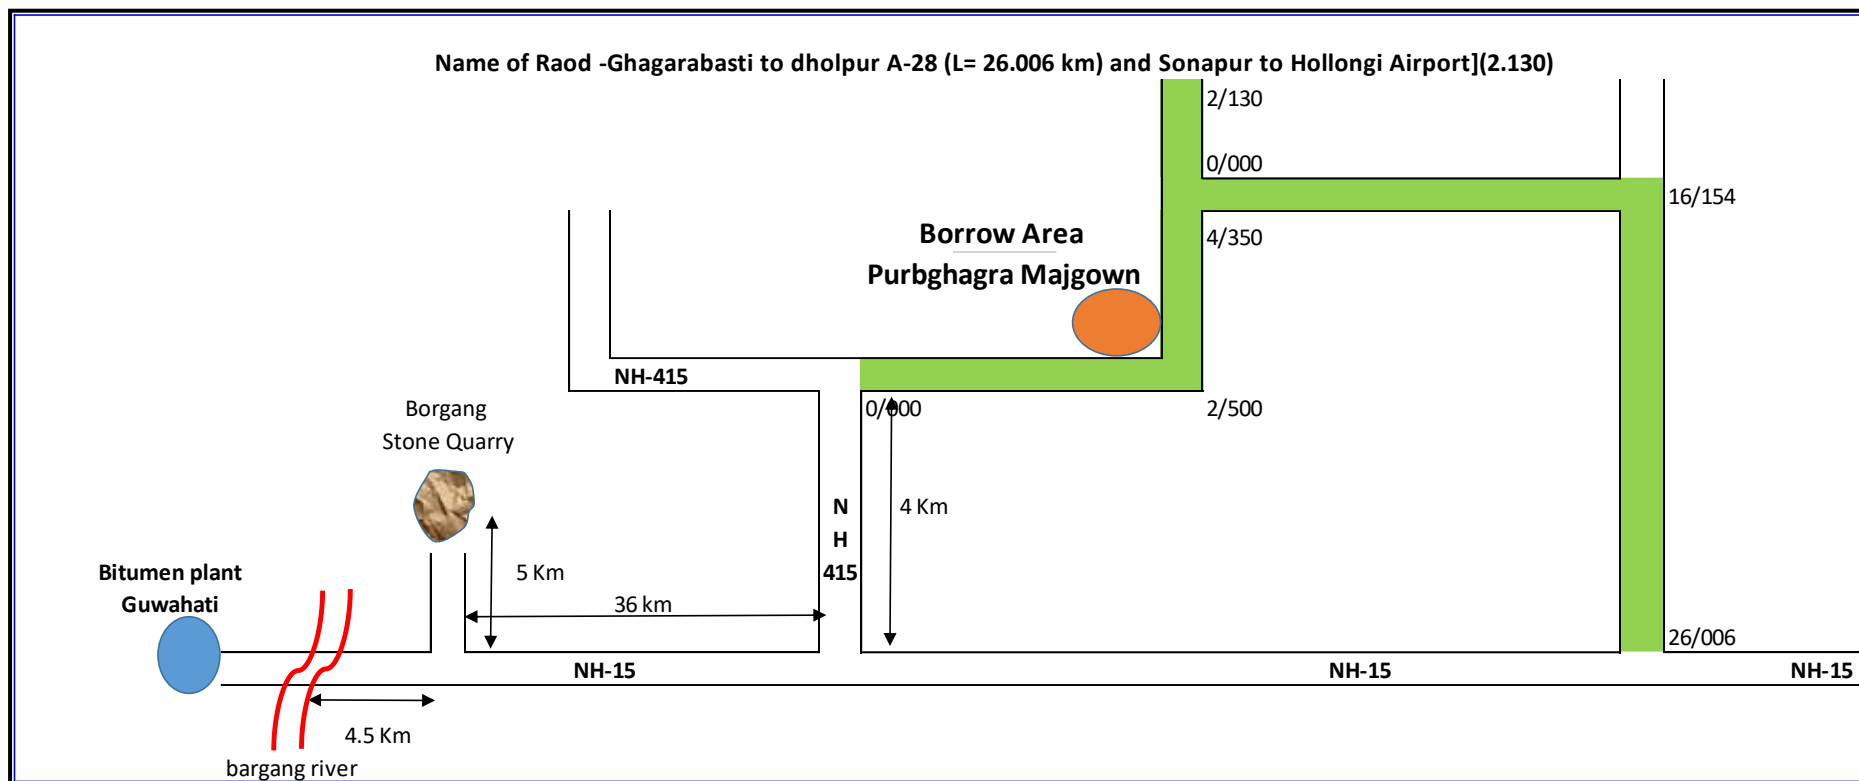 Name of Raod -Ghagarabasti to dholpur A-28 (L= 26.006 km) and Sonapur to Hollongi Airport](2.130)
2/130
0/000
16/154
4/350
Borrow Area
Purbghagra Majgown
NH-415
0/000
2/500
Borgang
Stone Quarry
N
H
415
4 Km
5 Km
Bitumen plant
Guwahati
36 km
26/006
NH-15
NH-15
NH-15
4.5 Km
bargang river